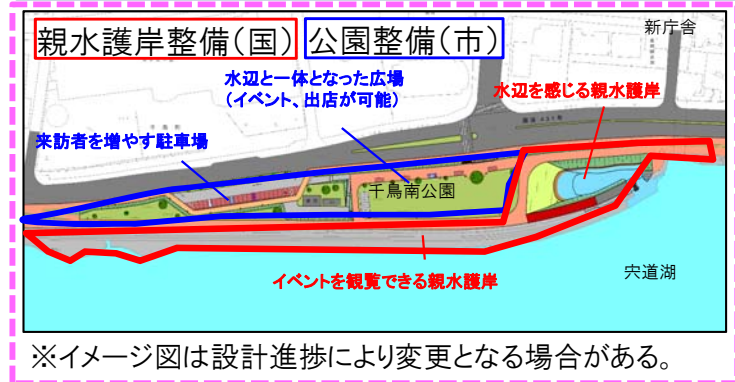 親水護岸整備(国) 公園整備(市)
新庁舎
水辺と一体となった広場
(イベント、出店が可能)
水辺を感じる親水護岸
来訪者を増やす駐車場
千鳥南公園
イベントを観覧できる親水護岸
宍道湖
※イメージ図は設計進捗により変更となる場合がある。